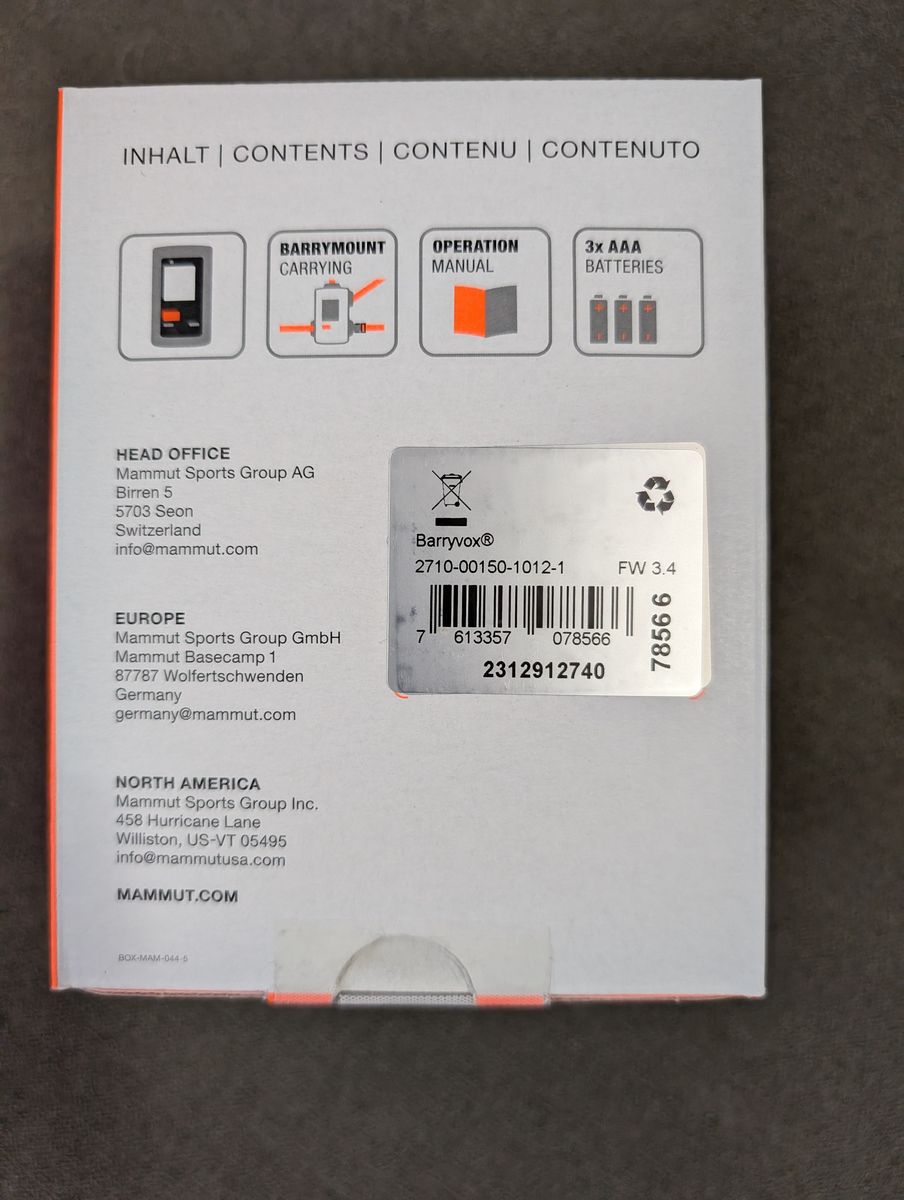 INHALT | CONTENTS | CONTENU | CONTENUTO
BARRYMOUNT
CARRYING
OPERATION
MANUAL
3x AAA
BATTERIES
HEAD OFFICE
Mammut Sports Group AG
Birren 5
5703 Seon
Switzerland
info@mammut.com
EUROPE
Mammut Sports Group GmbH
Mammut Basecamp 1
87787 Wolfertschwenden
Germany
germany@mammut.com
NORTH AMERICA
Mammut Sports Group Inc.
458 Hurricane Lane
Williston, US-VT 05495
info@mammutusa.com
MAMMUT.COM
BOX-MAM-044-5
Barryvox®
2710-00150-1012-1 FW 3.4
7 613357 078566
78566
2312912740